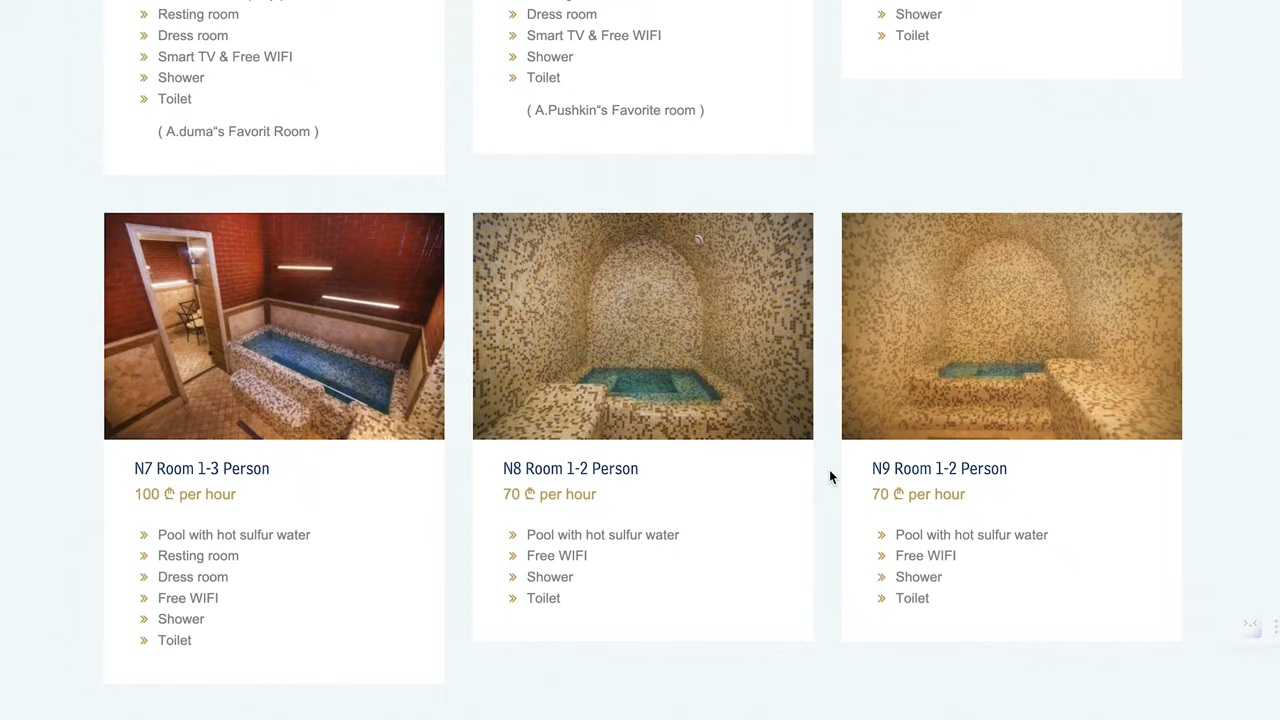 Resting room
Dress room
Smart TV & Free WIFI
Shower
Toilet
( A.duma“s Favorit Room )
Dress room
Smart TV & Free WIFI
Shower
Toilet
( A.Pushkin“s Favorite room )
Shower
Toilet
N7 Room 1-3 Person
100 ₾ per hour
Pool with hot sulfur water
Resting room
Dress room
Free WIFI
Shower
Toilet
N8 Room 1-2 Person
70 ₾ per hour
Pool with hot sulfur water
Free WIFI
Shower
Toilet
N9 Room 1-2 Person
70 ₾ per hour
Pool with hot sulfur water
Free WIFI
Shower
Toilet